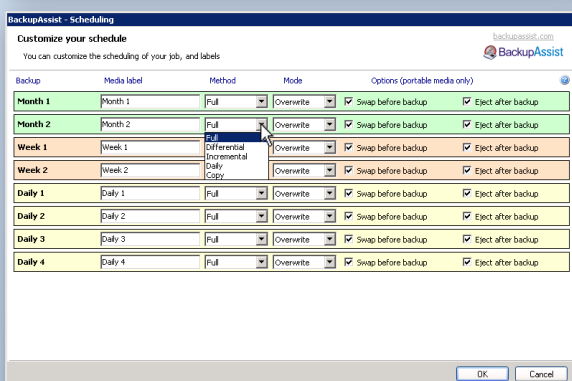 BackupAssist - Scheduling
Customize your schedule
backupassist.com
You can customize the scheduling of your job, and labels
BackupAssist
Backup Media label Method Mode Options (portable media only)
Month 1 Month 1 Full Overwrite Swap before backup Eject after backup
Month 2 Month 2 Full Overwrite Swap before backup Eject after backup
Full
Differential
Incremental
Daily
Copy
Week 1 Week 1 Overwrite Swap before backup Eject after backup
Week 2 Week 2 Overwrite Swap before backup Eject after backup
Daily 1 Daily 1 Full Overwrite Swap before backup Eject after backup
Daily 2 Daily 2 Full Overwrite Swap before backup Eject after backup
Daily 3 Daily 3 Full Overwrite Swap before backup Eject after backup
Daily 4 Daily 4 Full Overwrite Swap before backup Eject after backup
OK Cancel